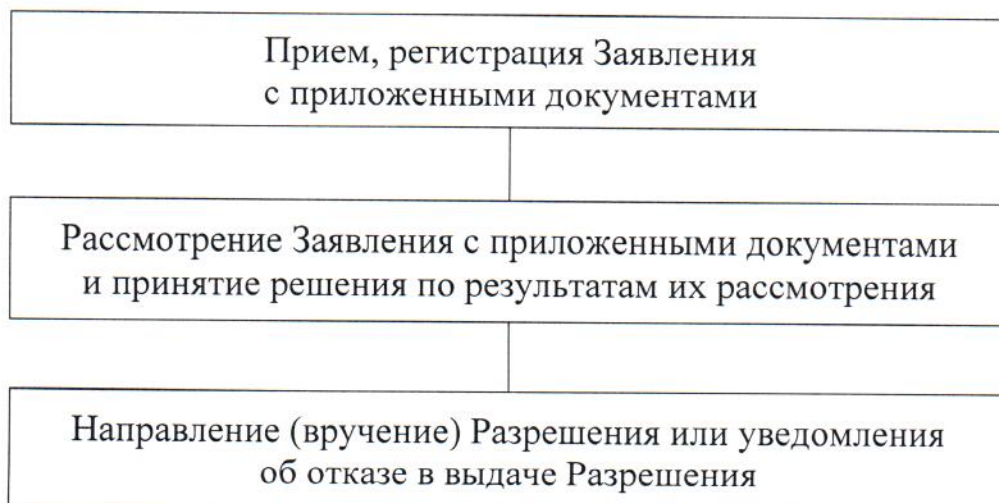 Прием, регистрация Заявления
с приложенными документами
Рассмотрение Заявления с приложенными документами
и принятие решения по результатам их рассмотрения
Направление (вручение) Разрешения или уведомления
об отказе в выдаче Разрешения